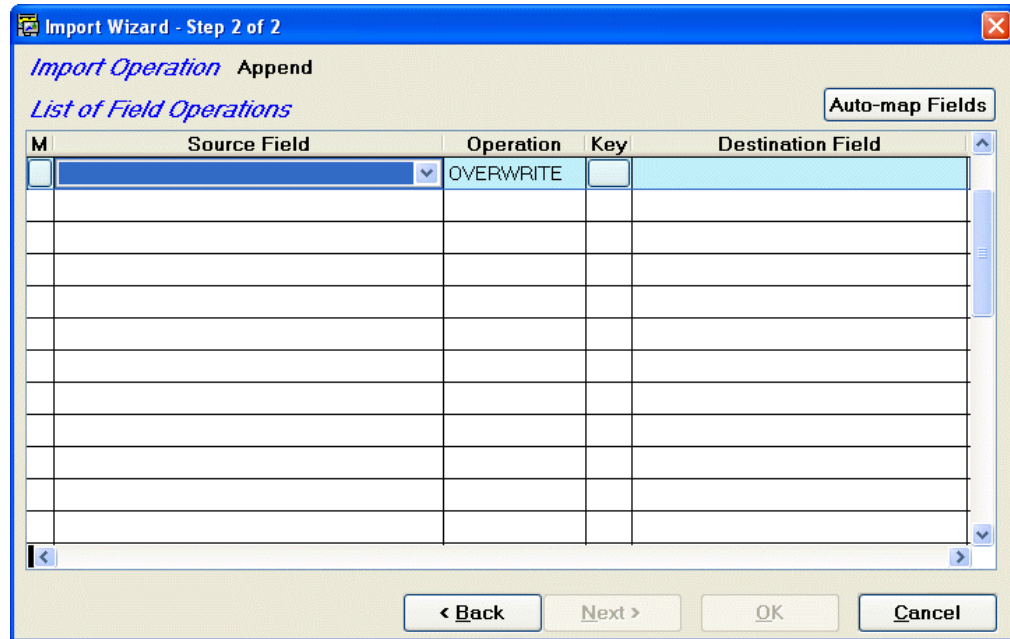 Import Wizard - Step 2 of 2
Import Operation Append
List of Field Operations
Auto-map Fields
M Source Field Operation Key Destination Field
OVERWRITE
< Back Next > OK Cancel